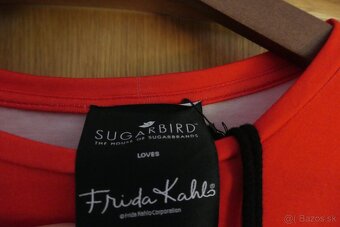 SUGARBIRD
THE HOUSE OF SUGARBRANDS
LOVES
Frida Kahlo
©Frida Kahlo Corporation
bazos.sk